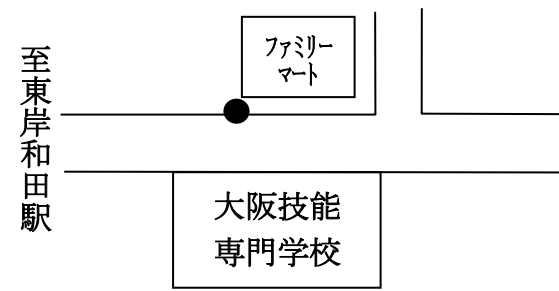 至東岸和田駅
ファミリー
マート
大阪技能
専門学校